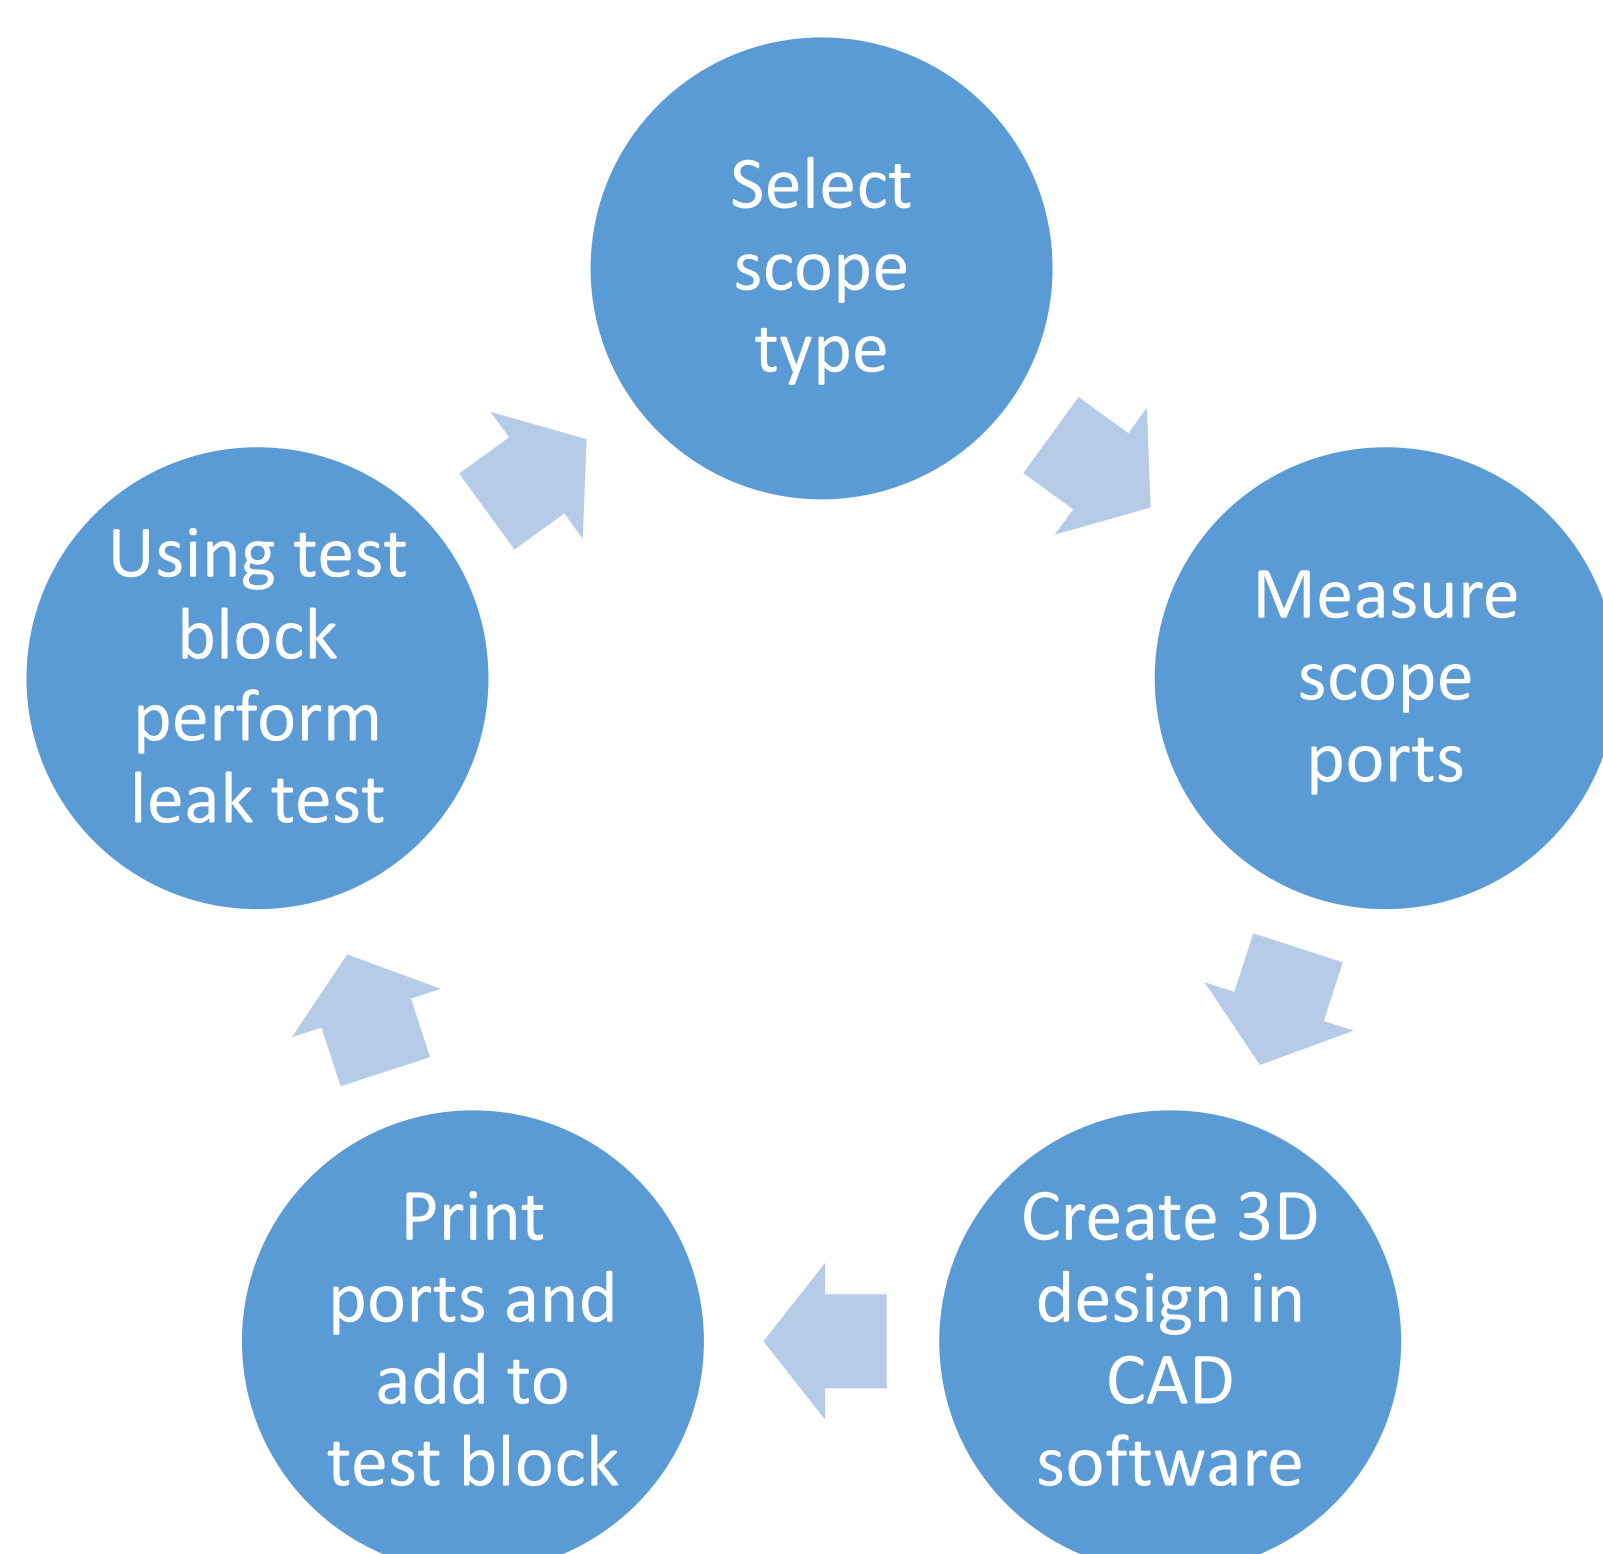 Select
scope
type
Measure
scope
ports
Create 3D
design in
CAD
software
Print
ports and
add to
test block
Using test
block
perform
leak test